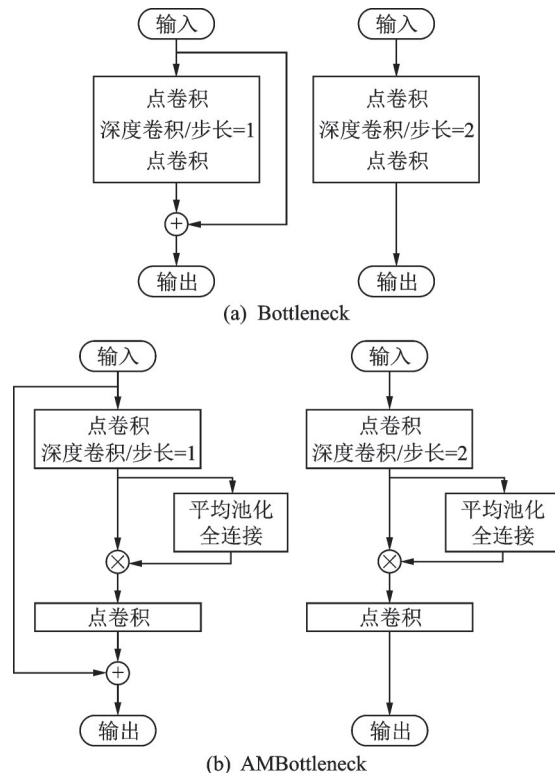 输入
点卷积
深度卷积/步长=1
点卷积
+
输出
输入
点卷积
深度卷积/步长=2
点卷积
输出
(a) Bottleneck
输入
点卷积
深度卷积/步长=1
平均池化
全连接
×
点卷积
+
输出
输入
点卷积
深度卷积/步长=2
平均池化
全连接
×
点卷积
输出
(b) AMBottleneck